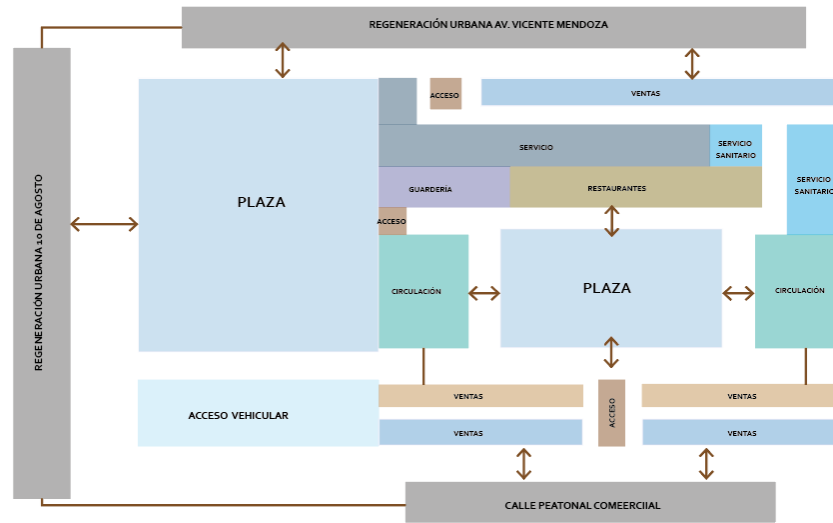 REGENERACIÓN URBANA AV. VICENTE MENDOZA
REGENERACIÓN URBANA 10 DE AGOSTO
ACCESO
VENTAS
SERVICIO
SERVICIO
SANITARIO
SERVICIO
SANITARIO
GUARDERÍA
RESTAURANTES
PLAZA
ACCESO
CIRCULACIÓN
PLAZA
CIRCULACIÓN
ACCESO VEHICULAR
VENTAS
ACCESO
VENTAS
VENTAS
VENTAS
CALLE PEATONAL COMEERCIIAL